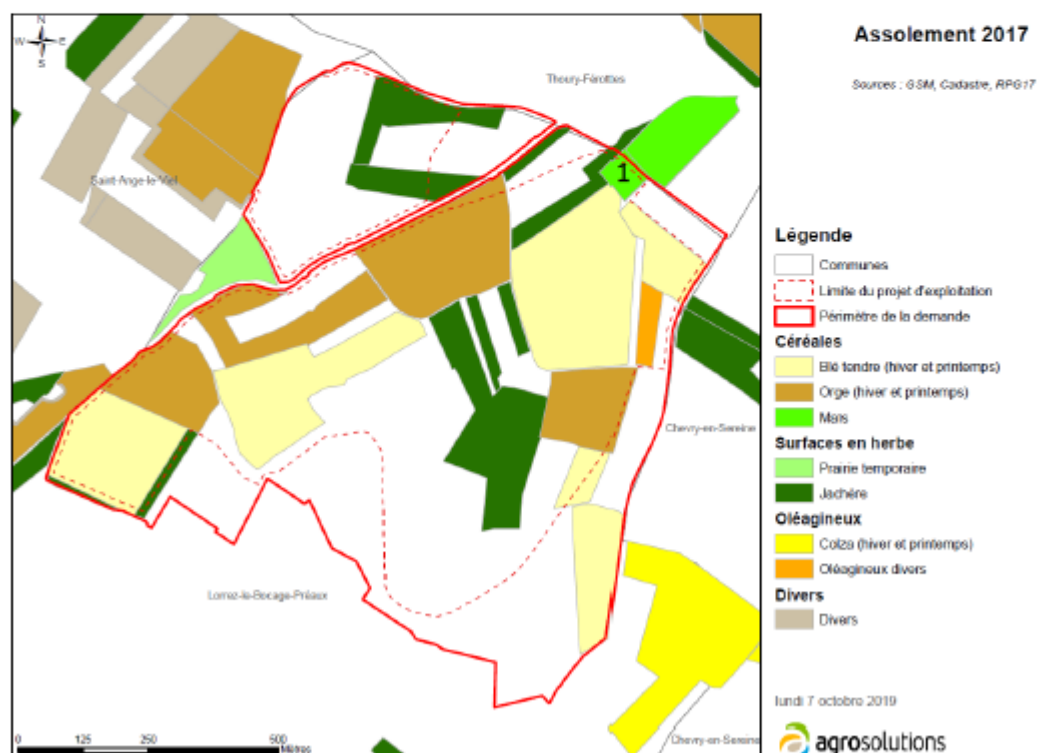 Assolement 2017
Sources : GSM, Cadastre, RPG17
N
W E
S
Thoury-Férottes
Saint-Ange-le-Viel
1
Chevry-en-Sereine
Lorrez-le-Bocage-Préaux
Chevry-en-Sereine
0 125 250 500
Mètres
Légende
Communes
Limite du projet d'exploitation
Périmètre de la demande
Céréales
Blé tendre (hiver et printemps)
Orge (hiver et printemps)
Maïs
Surfaces en herbe
Prairie temporaire
Jachère
Oléagineux
Colza (hiver et printemps)
Oléagineux divers
Divers
Divers
lundi 7 octobre 2019
agrosolutions